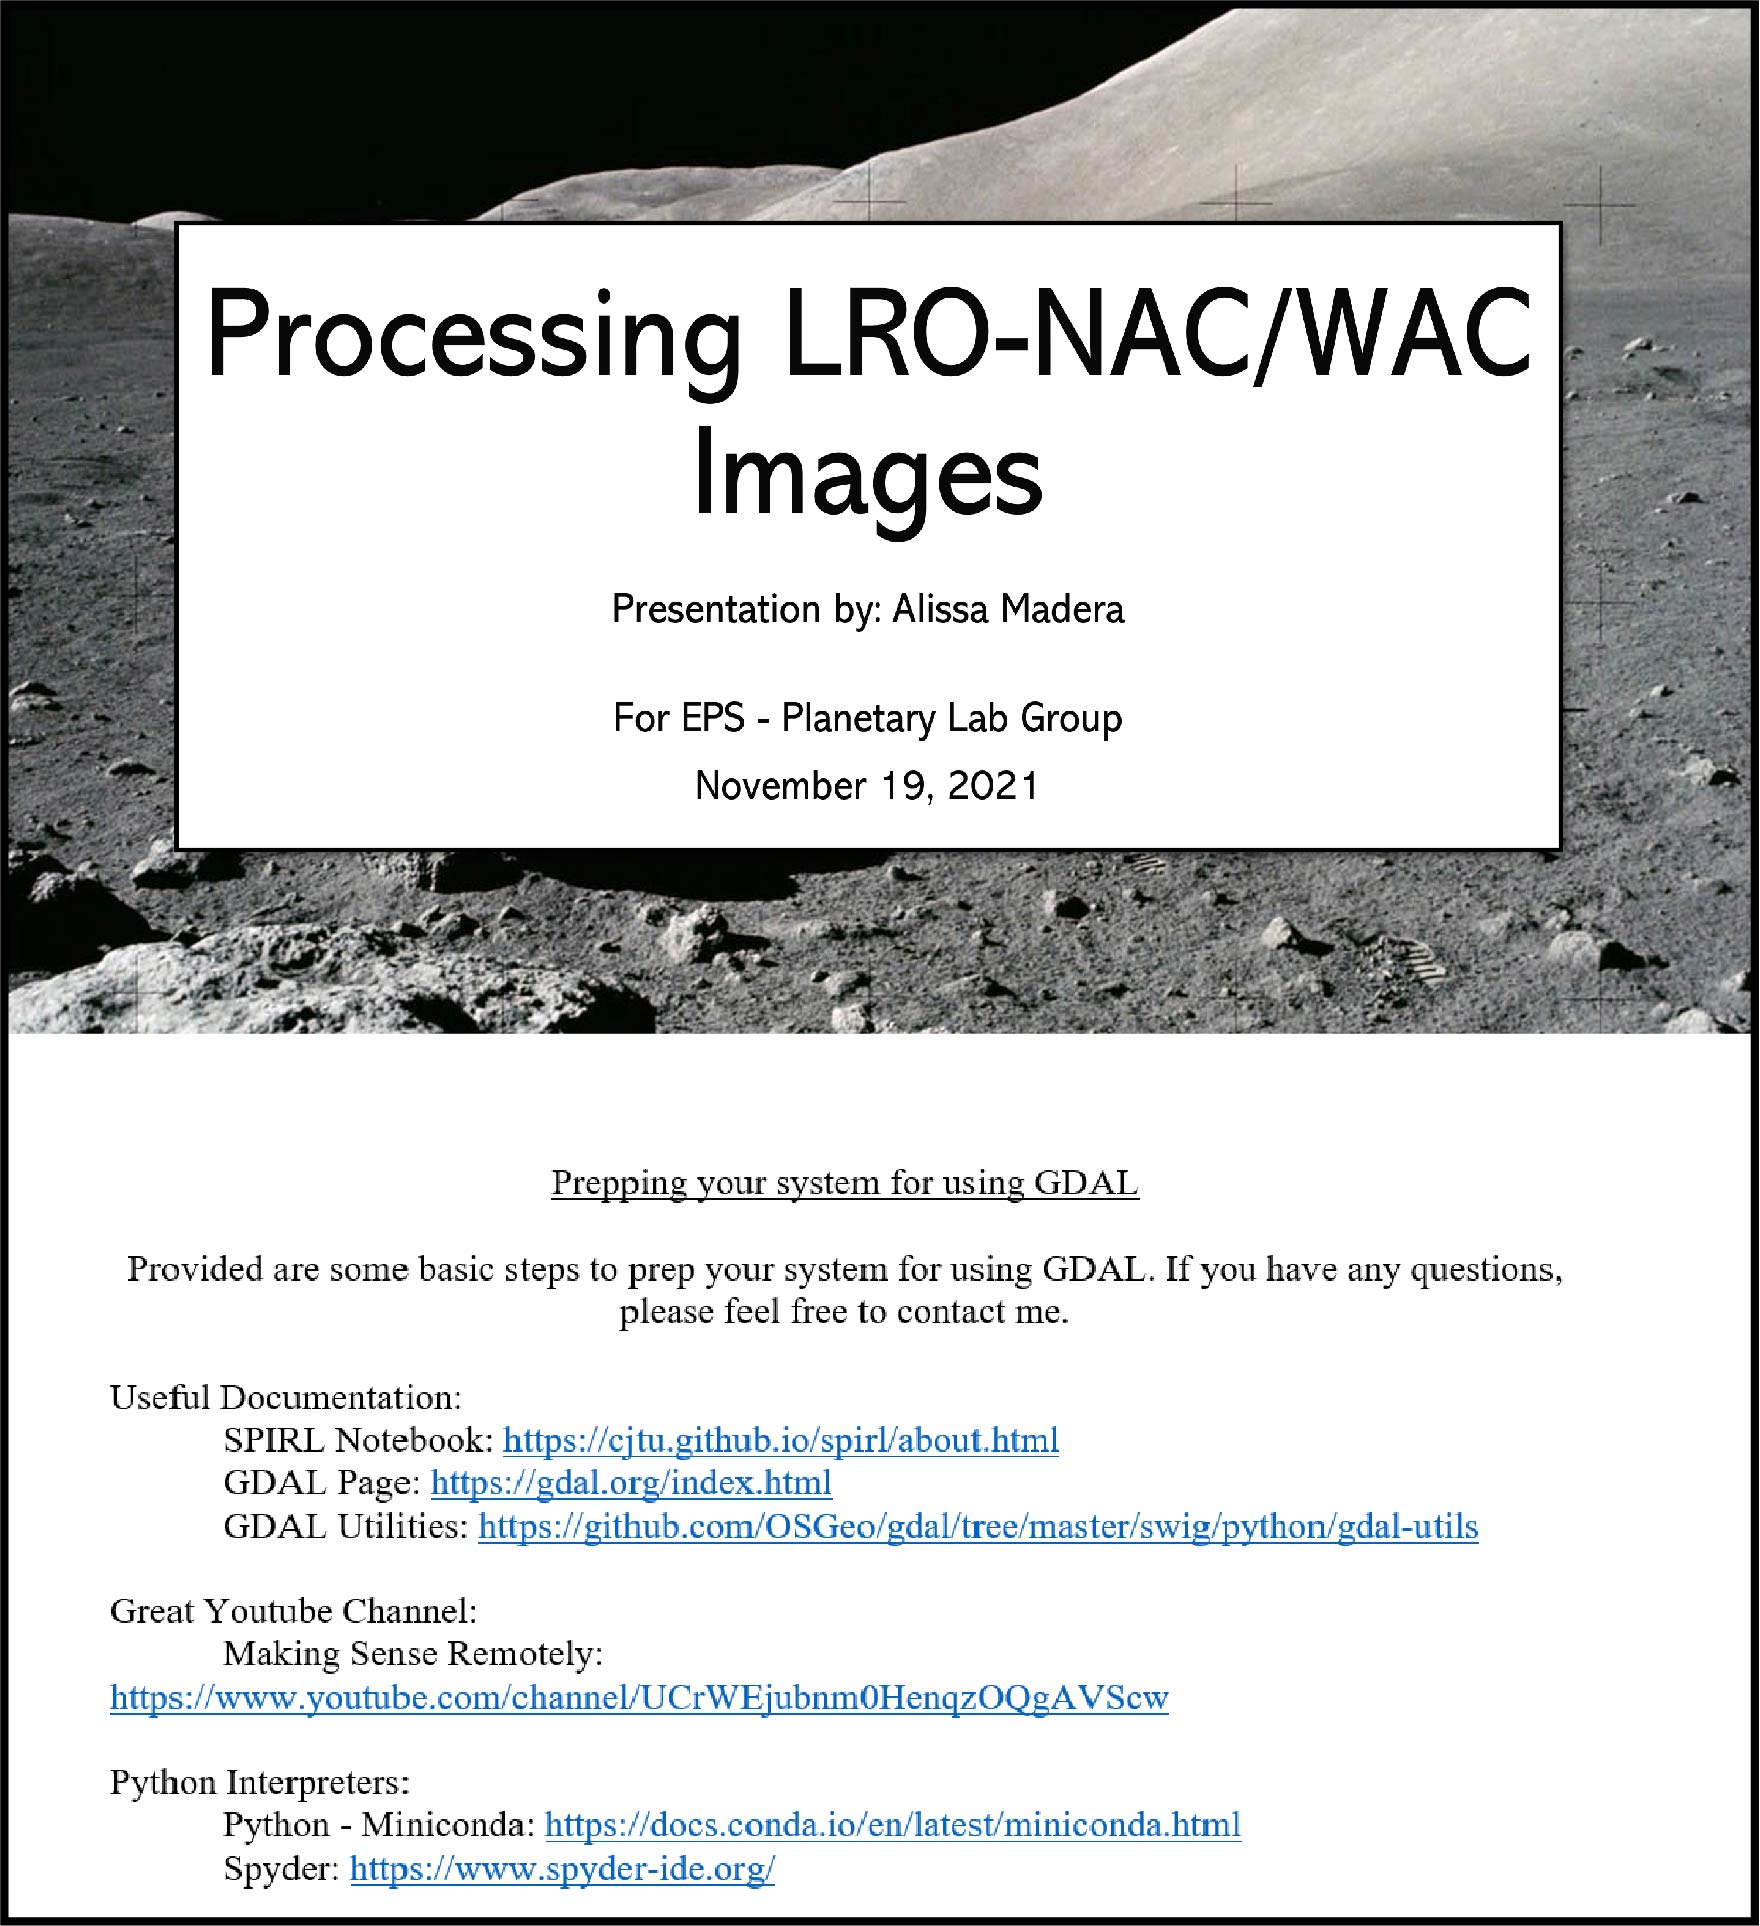 Processing LRO-NAC/WAC
Images
Presentation by: Alissa Madera
For EPS - Planetary Lab Group
November 19, 2021
Prepping your system for using GDAL
Provided are some basic steps to prep your system for using GDAL. If you have any questions,
please feel free to contact me.
Useful Documentation:
SPIRL Notebook: https://cjtu.github.io/spirl/about.html
GDAL Page: https://gdal.org/index.html
GDAL Utilities: https://github.com/OSGeo/gdal/tree/master/swig/python/gdal-utils
Great Youtube Channel:
Making Sense Remotely:
https://www.youtube.com/channel/UCrWEjubnm0HenqzOQgAVScw
Python Interpreters:
Python - Miniconda: https://docs.conda.io/en/latest/miniconda.html
Spyder: https://www.spyder-ide.org/